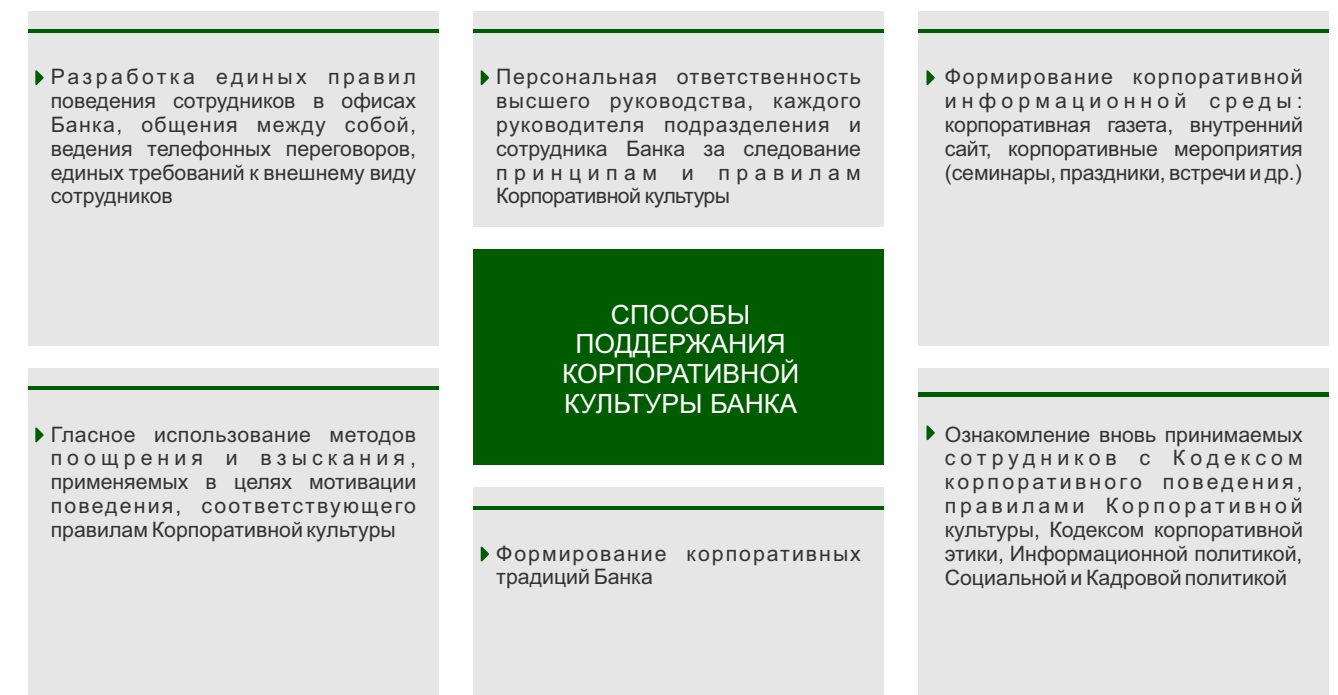 Разработка единых правил
поведения сотрудников в офисах
Банка, общения между собой,
ведения телефонных переговоров,
единых требований к внешнему виду
сотрудников
Персональная ответственность
высшего руководства, каждого
руководителя подразделения и
сотрудника Банка за следование
принципам и правилам
Корпоративной культуры
Формирование корпоративной
информационной среды:
корпоративная газета, внутренний
сайт, корпоративные мероприятия
(семинары, праздники, встречи и др.)
СПОСОБЫ
ПОДДЕРЖАНИЯ
КОРПОРАТИВНОЙ
КУЛЬТУРЫ БАНКА
Гласное использование методов
поощрения и взыскания,
применяемых в целях мотивации
поведения, соответствующего
правилам Корпоративной культуры
Формирование корпоративных
традиций Банка
Ознакомление вновь принимаемых
сотрудников с Кодексом
корпоративного поведения,
правилами Корпоративной
культуры, Кодексом корпоративной
этики, Информационной политикой,
Социальной и Кадровой политикой